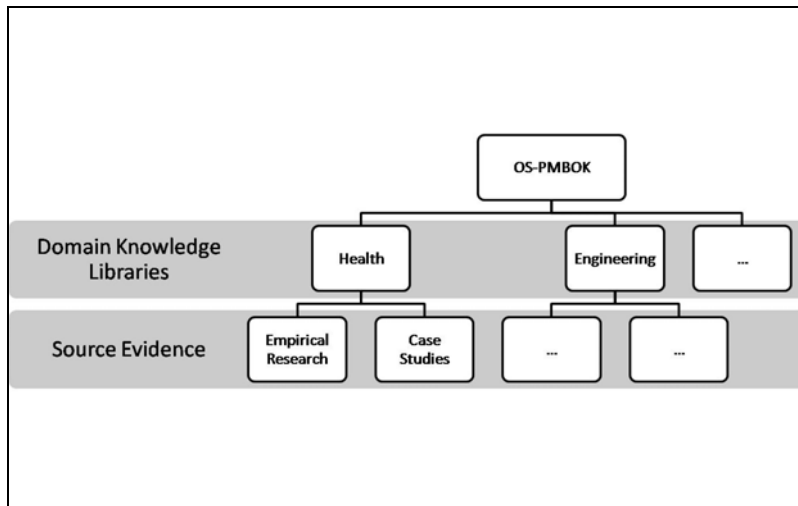 OS-PMBOK
Domain Knowledge
Libraries
Health
Engineering
...
Source Evidence
Empirical
Research
Case
Studies
...
...